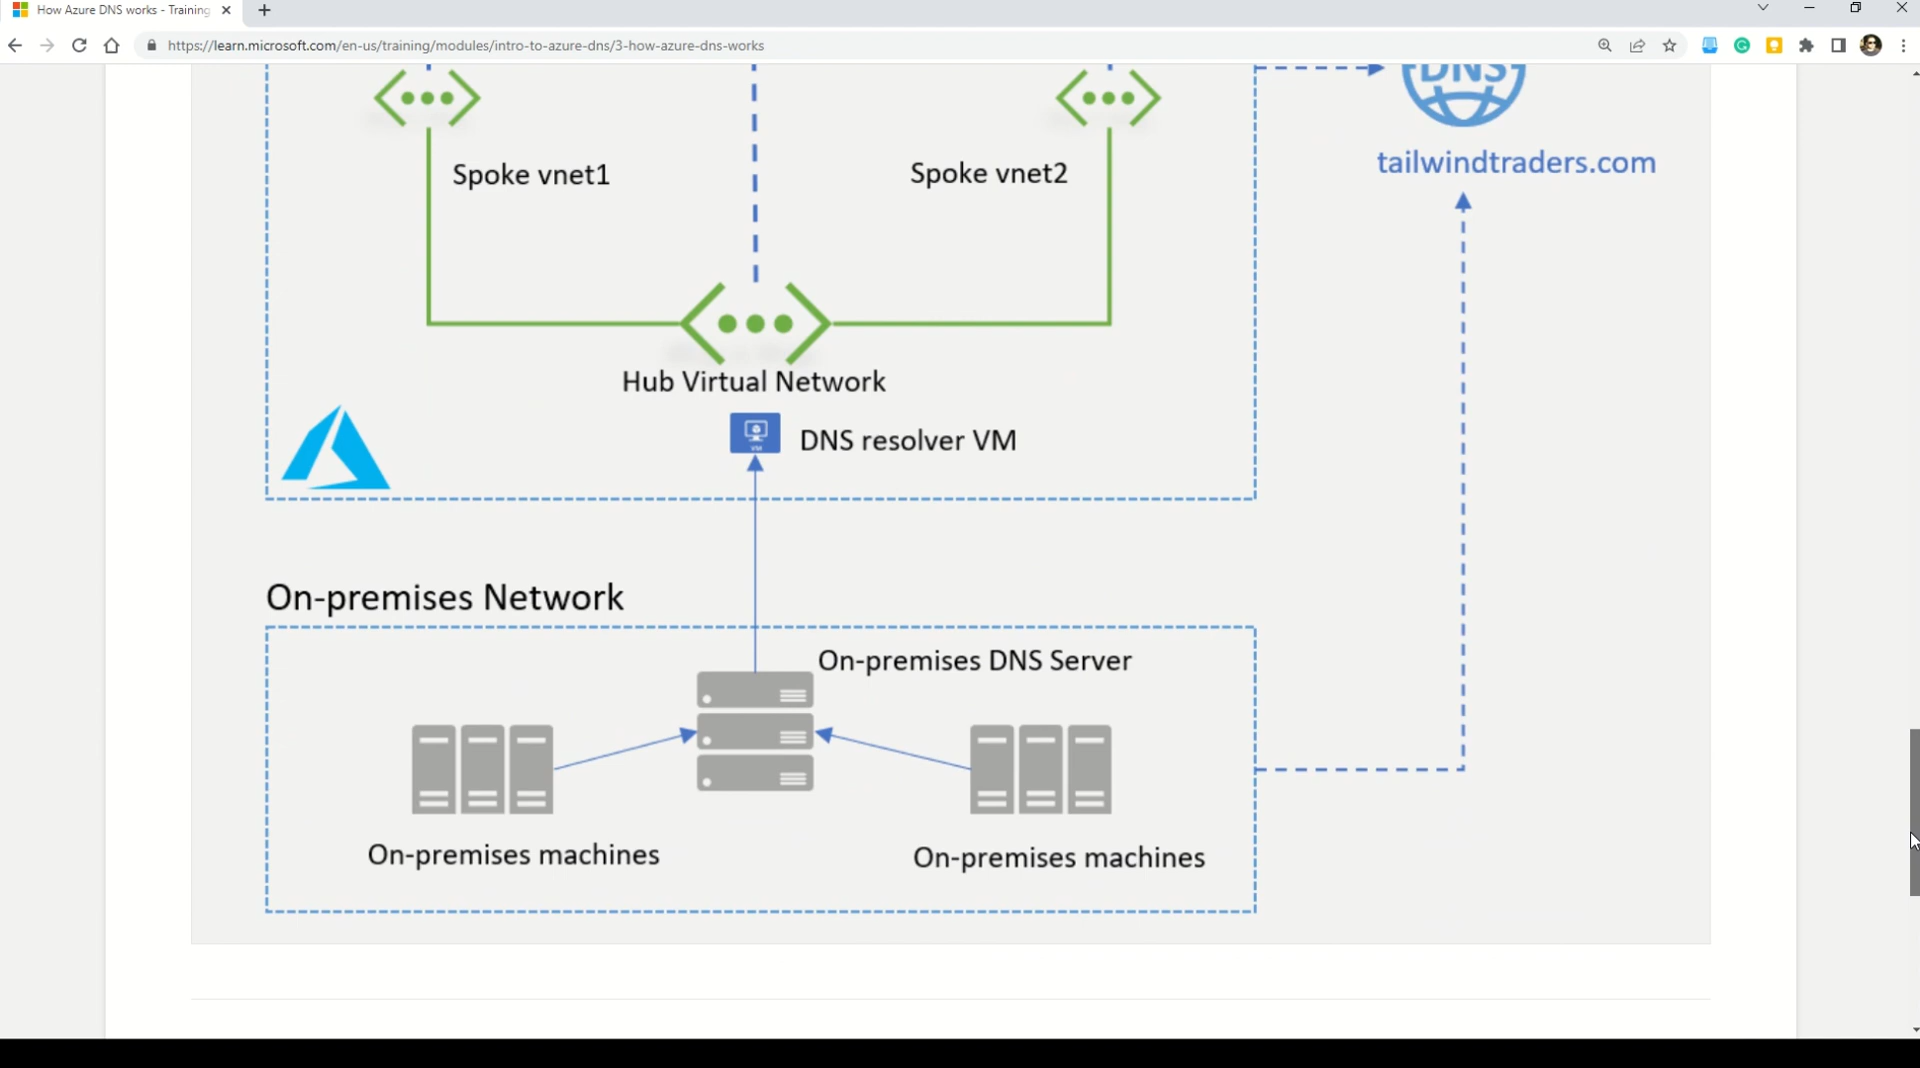 How Azure DNS works - Training
https://learn.microsoft.com/en-us/training/modules/intro-to-azure-dns/3-how-azure-dns-works
DNS
Spoke vnet1
Spoke vnet2
tailwindtraders.com
Hub Virtual Network
DNS resolver VM
On-premises Network
On-premises DNS Server
On-premises machines
On-premises machines